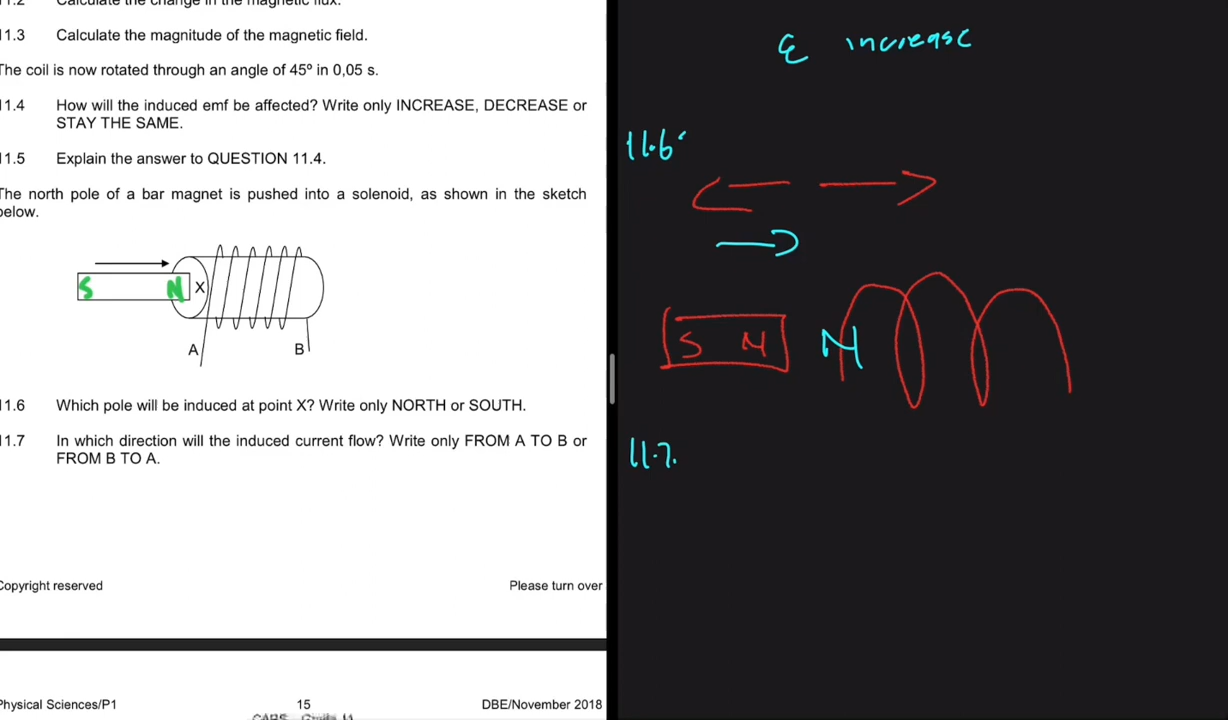 11.2 Calculate the change in the magnetic flux.
11.3 Calculate the magnitude of the magnetic field.
The coil is now rotated through an angle of 45º in 0,05 s.
11.4 How will the induced emf be affected? Write only INCREASE, DECREASE or
STAY THE SAME.
11.5 Explain the answer to QUESTION 11.4.
The north pole of a bar magnet is pushed into a solenoid, as shown in the sketch
below.
S N X
A B
11.6 Which pole will be induced at point X? Write only NORTH or SOUTH.
11.7 In which direction will the induced current flow? Write only FROM A TO B or
FROM B TO A.
Copyright reserved Please turn over
Physical Sciences/P1 15 DBE/November 2018
ε increase
11.6
S N N
11.7.